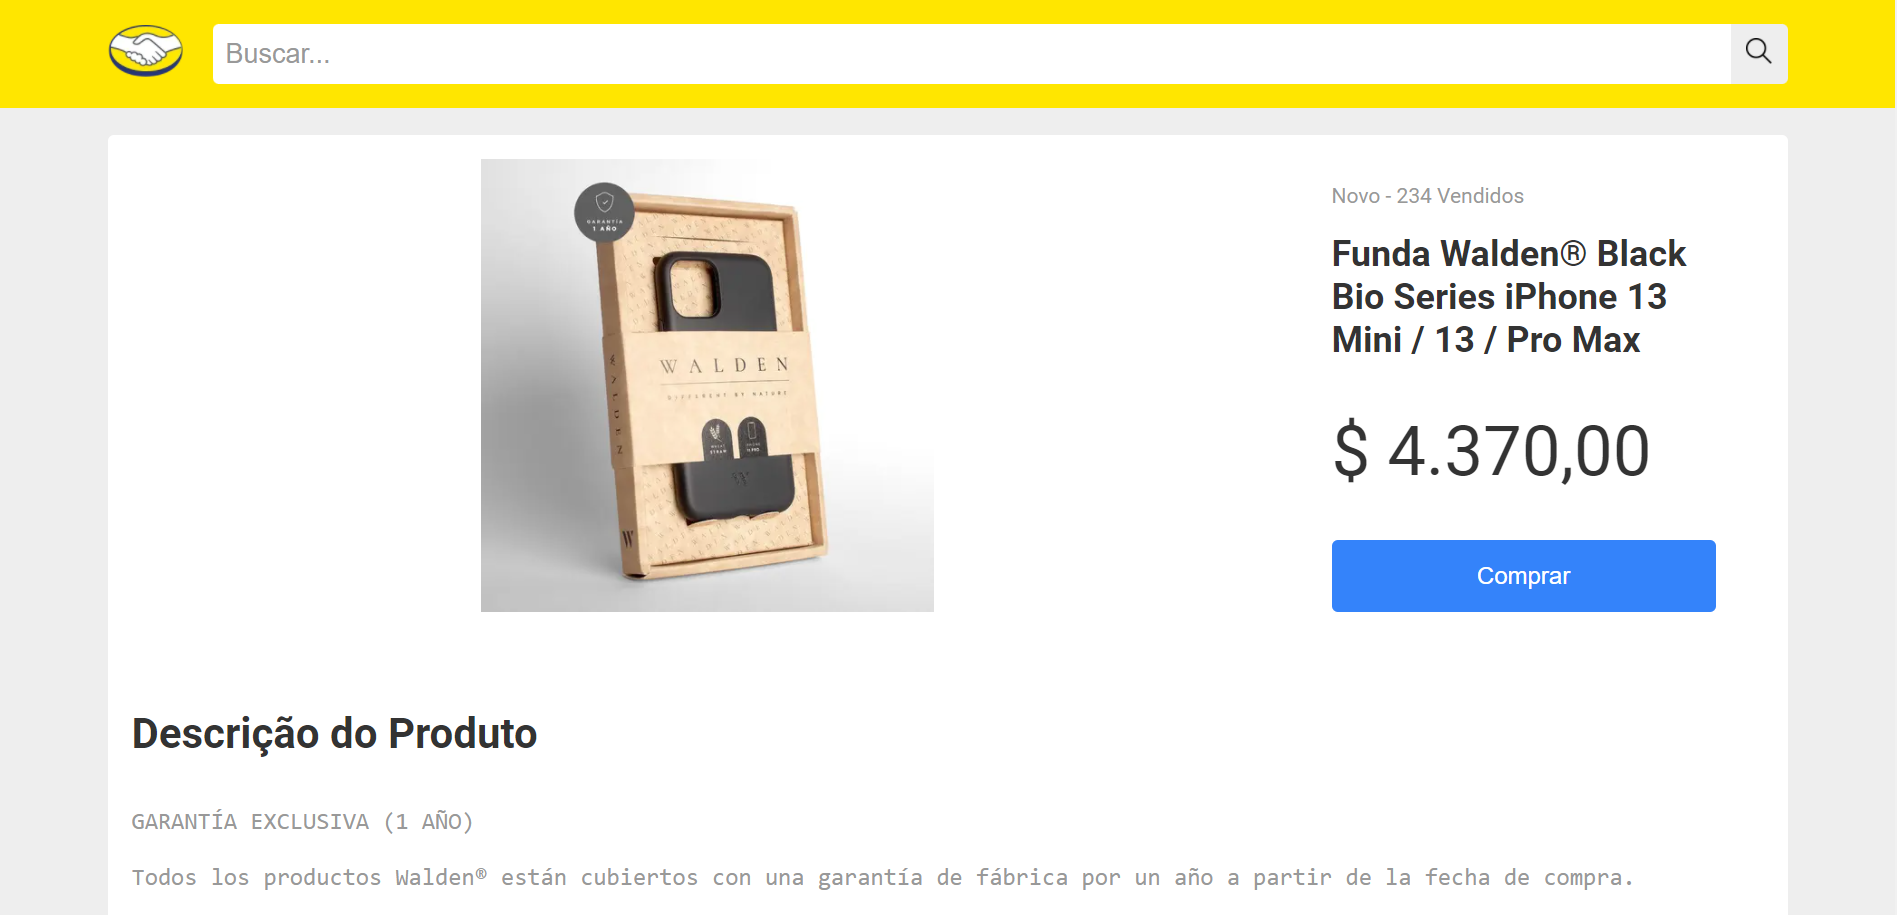 Buscar...
GARANTÍA
1 AÑO
WALDEN
WALDEN
DIFFERENT BY NATURE
W
Novo - 234 Vendidos
Funda Walden® Black
Bio Series iPhone 13
Mini / 13 / Pro Max
$ 4.370,00
Comprar
Descrição do Produto
GARANTÍA EXCLUSIVA (1 AÑO)
Todos los productos Walden® están cubiertos con una garantía de fábrica por un año a partir de la fecha de compra.